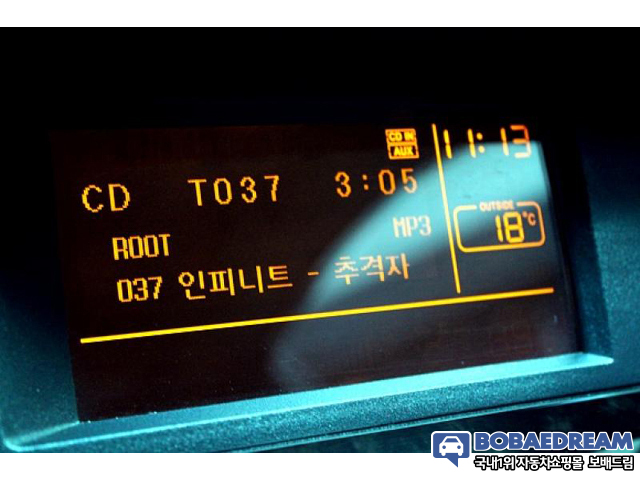 CD IN
AUX
11:13
CD T037 3:05
OUTSIDE
18°C
ROOT MP3
037 인피니트 - 추격자
BOBAEDREAM
국내1위 자동차쇼핑몰 보배드림